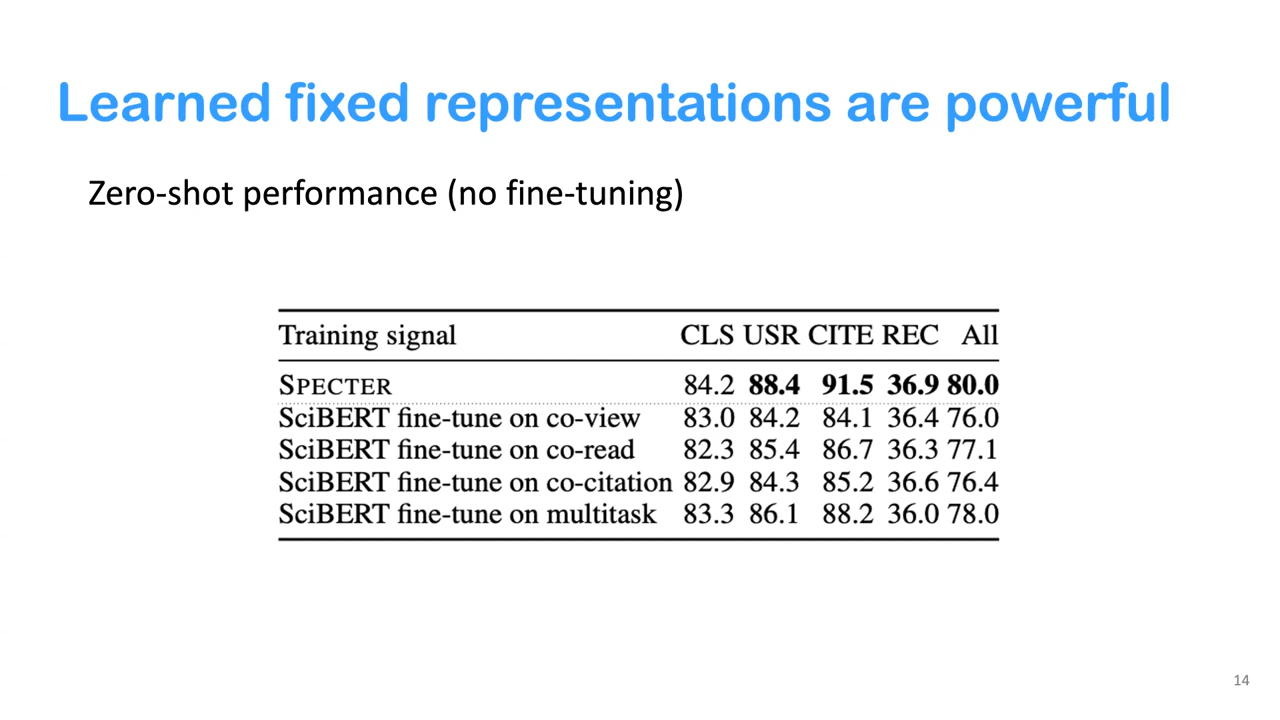 Learned fixed representations are powerful
Zero-shot performance (no fine-tuning)
Training signal CLS USR CITE REC All
SPECTER 84.2 88.4 91.5 36.9 80.0
SciBERT fine-tune on co-view 83.0 84.2 84.1 36.4 76.0
SciBERT fine-tune on co-read 82.3 85.4 86.7 36.3 77.1
SciBERT fine-tune on co-citation 82.9 84.3 85.2 36.6 76.4
SciBERT fine-tune on multitask 83.3 86.1 88.2 36.0 78.0
14